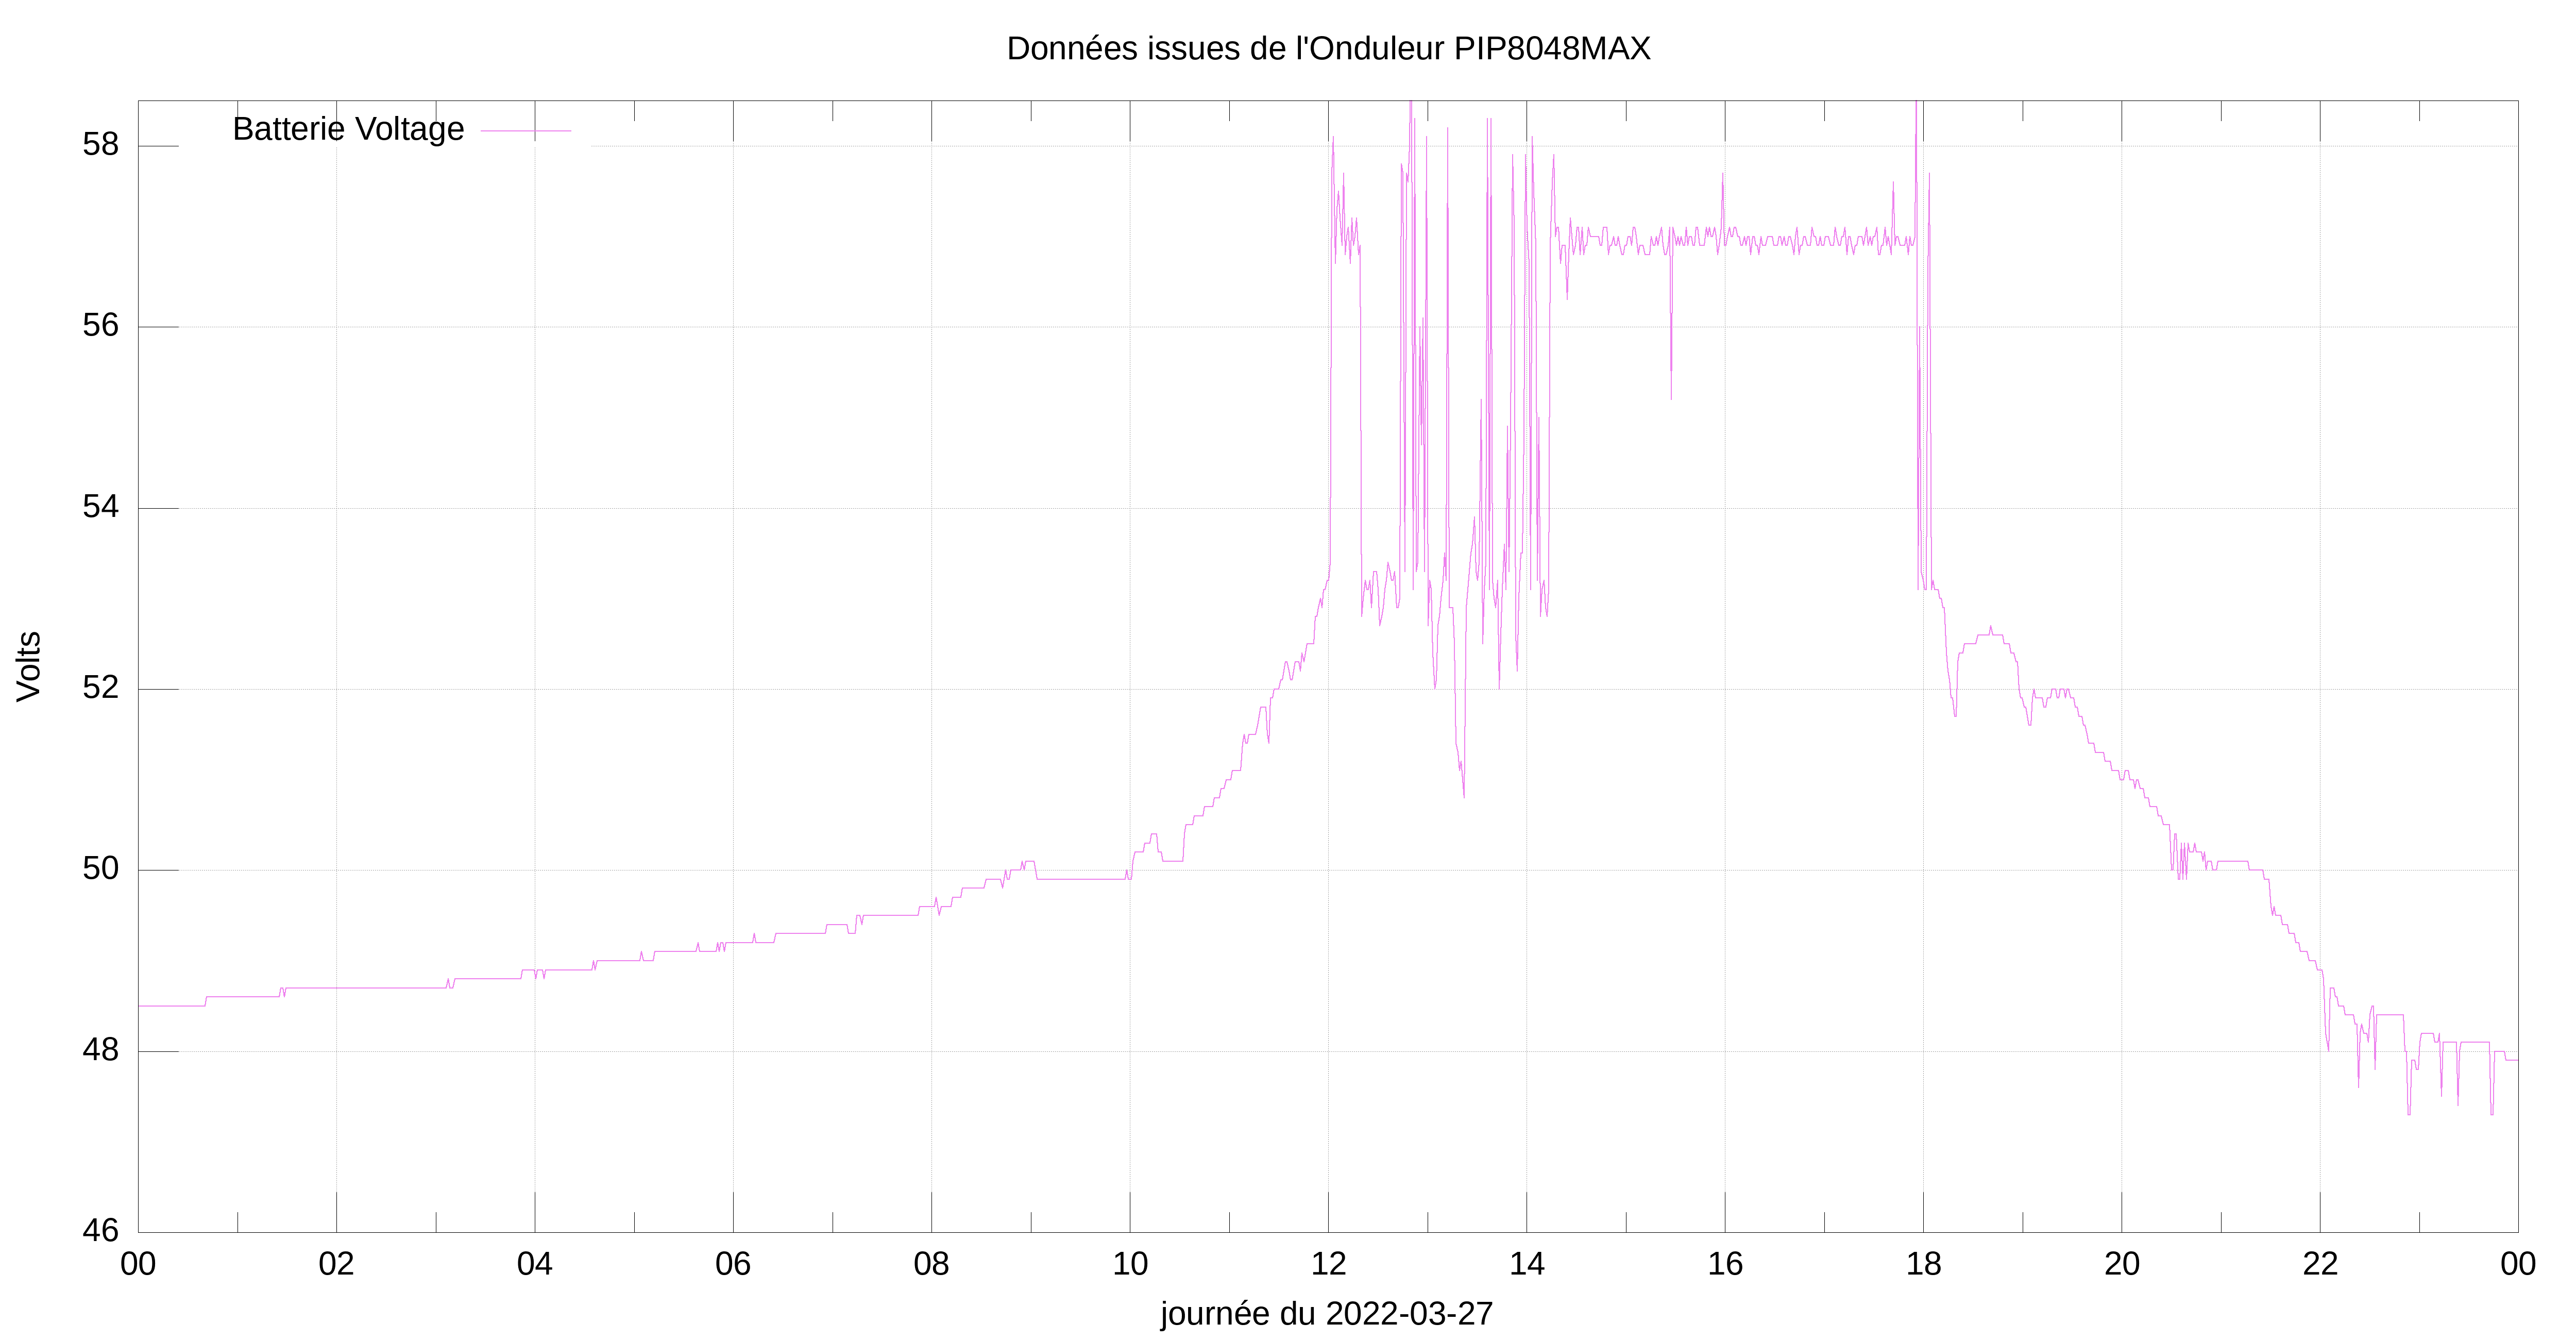 Données issues de l'Onduleur PIP8048MAX
Batterie Voltage
58
56
54
52
50
48
46
Volts
00 02 04 06 08 10 12 14 16 18 20 22 00
journée du 2022-03-27